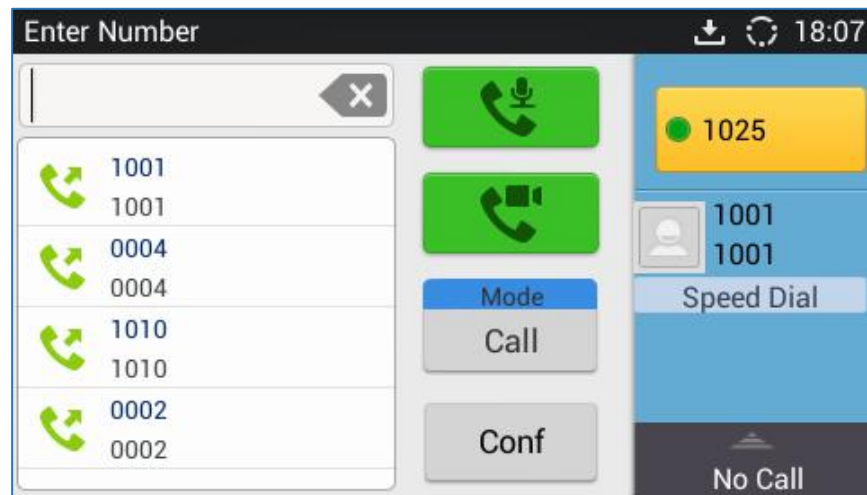 Enter Number
18:07
1001
1001
0004
0004
1010
1010
0002
0002
Mode
Call
Conf
1025
1001
1001
Speed Dial
No Call